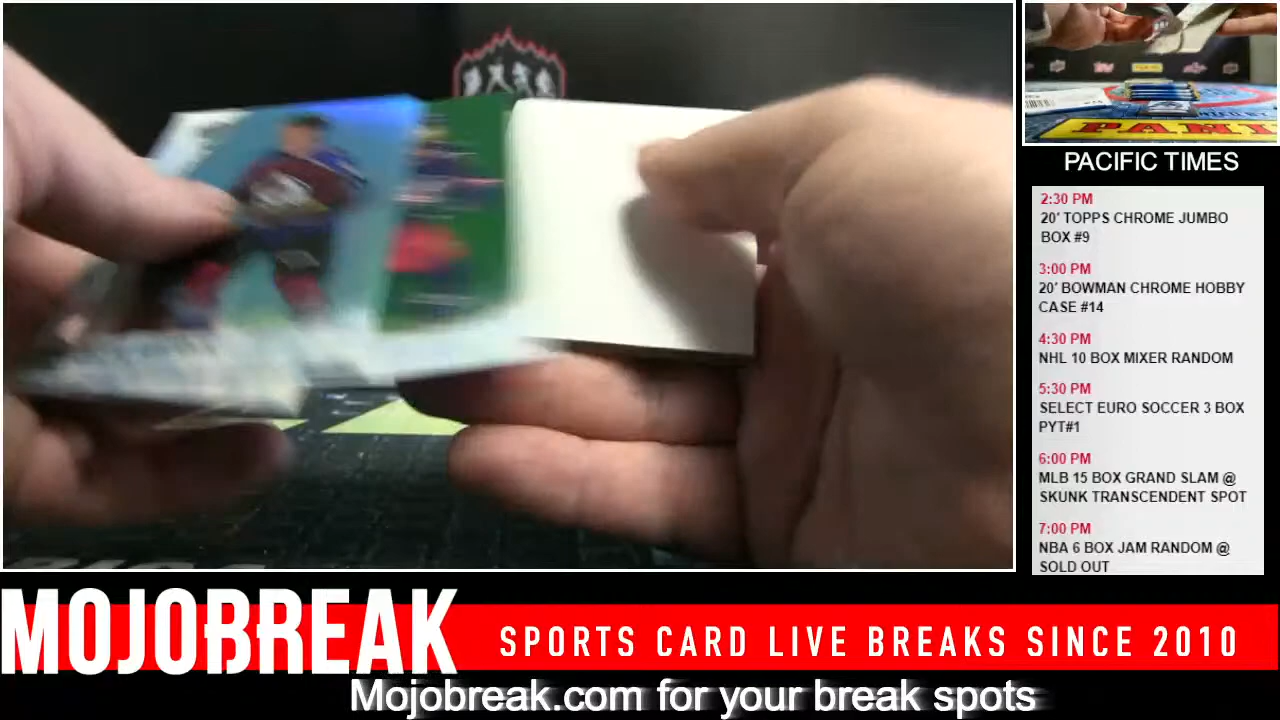 PANI
PACIFIC TIMES
2:30 PM
20' TOPPS CHROME JUMBO
BOX #9
3:00 PM
20' BOWMAN CHROME HOBBY
CASE #14
4:30 PM
NHL 10 BOX MIXER RANDOM
5:30 PM
SELECT EURO SOCCER 3 BOX
PYT#1
6:00 PM
MLB 15 BOX GRAND SLAM @
SKUNK TRANSCENDENT SPOT
7:00 PM
NBA 6 BOX JAM RANDOM @
SOLD OUT
MOJOBREAK
SPORTS CARD LIVE BREAKS SINCE 2010
Mojobreak.com for your break spots